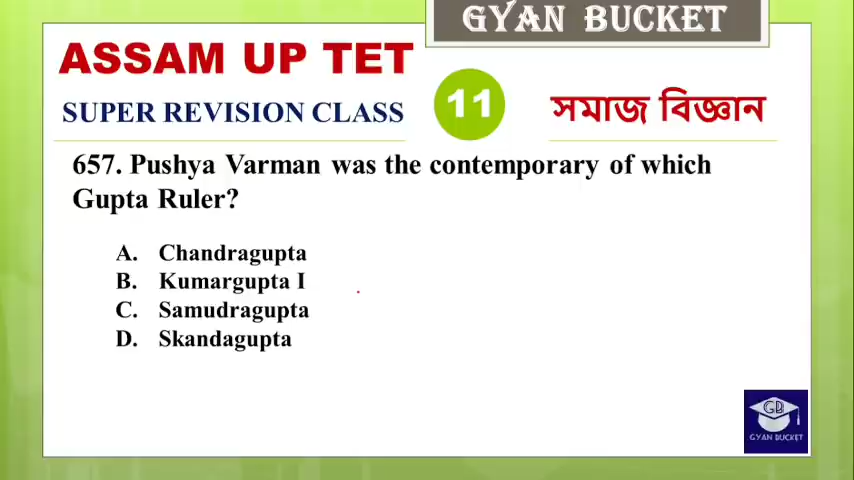 GYAN BUCKET
ASSAM UP TET
SUPER REVISION CLASS
11
সমাজ বিজ্ঞান
657. Pushya Varman was the contemporary of which
Gupta Ruler?
A. Chandragupta
B. Kumargupta I
C. Samudragupta
D. Skandagupta
GB
GYAN BUCKET